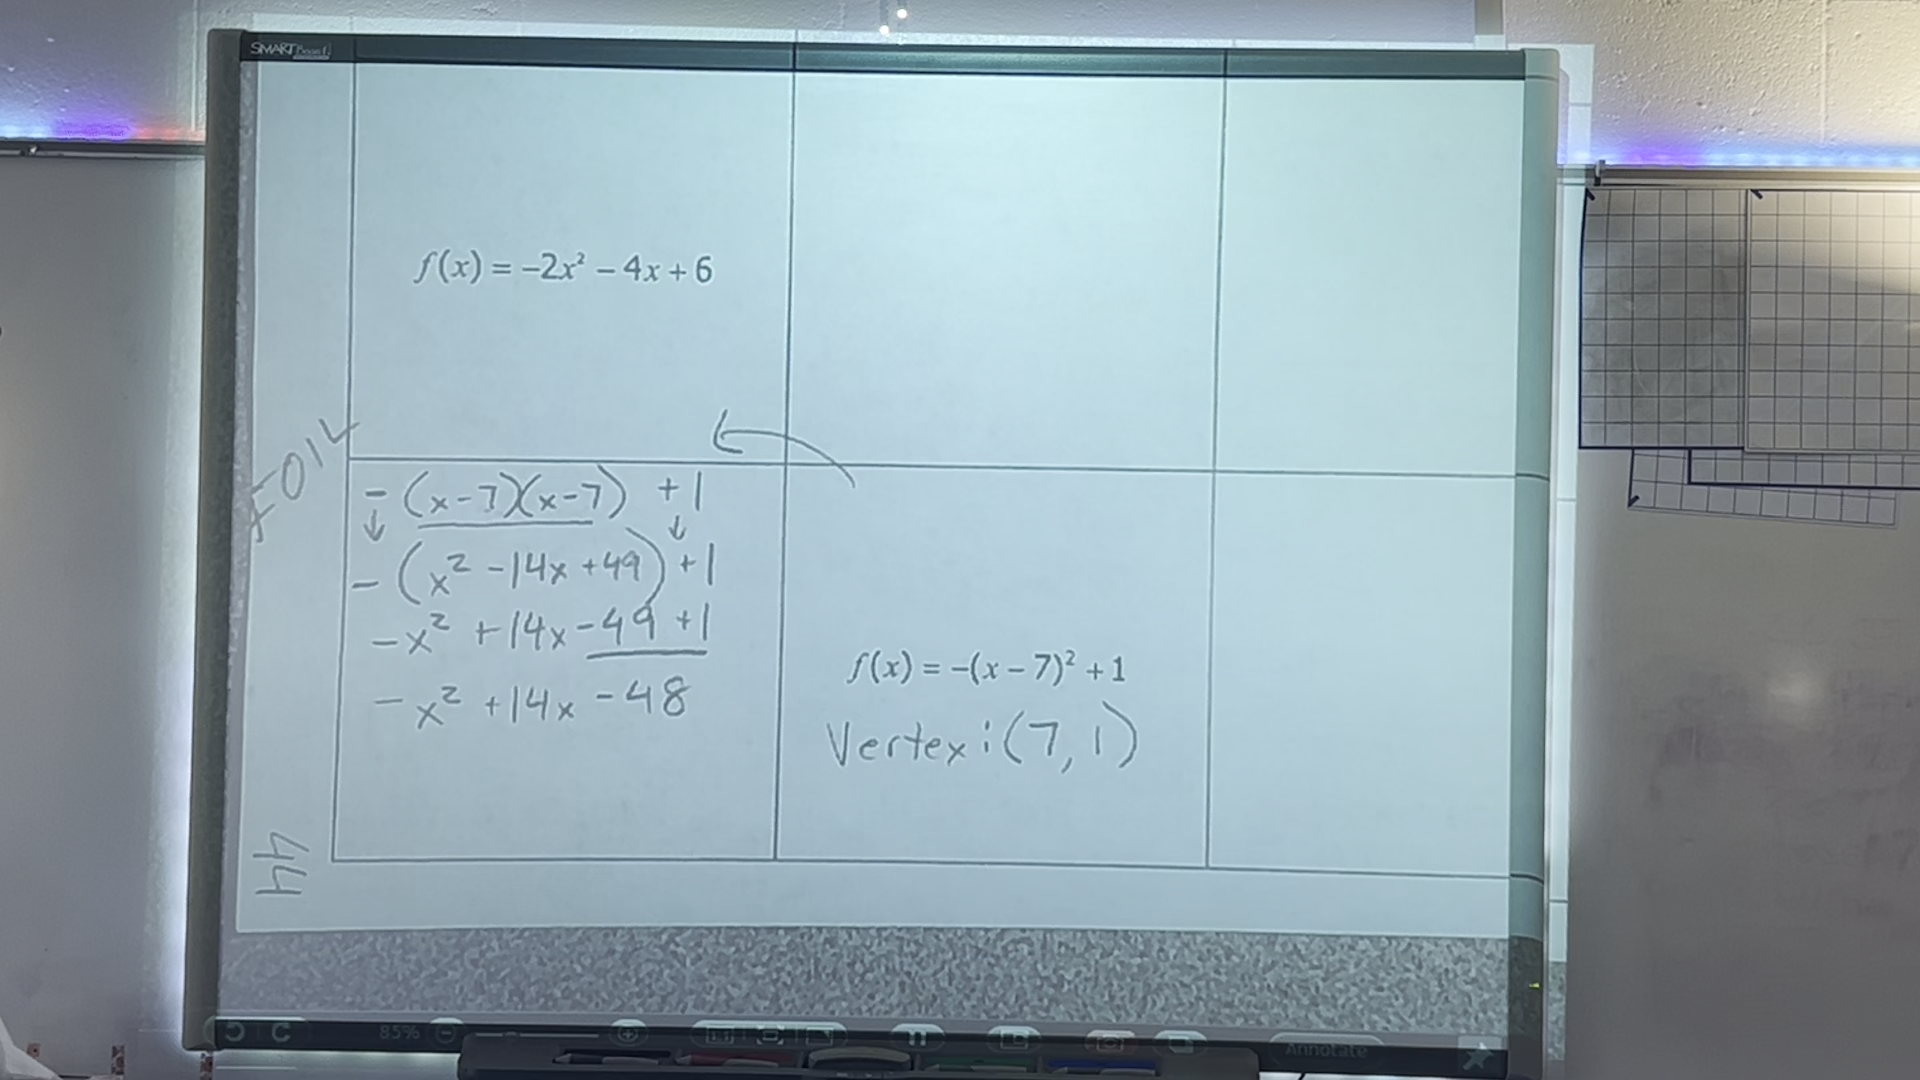 SMART Board
f(x) = -2x² - 4x + 6
FOIL
- (x-7)(x-7) +1
- (x² -14x +49) +1
-x² +14x -49 +1
-x² +14x -48
f(x) = -(x - 7)² + 1
Vertex: (7, 1)
44
85%
Annotate